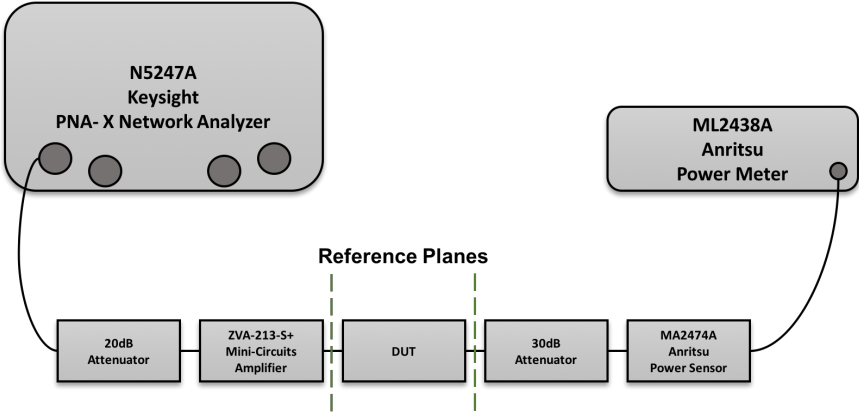 N5247A
Keysight
PNA- X Network Analyzer
ML2438A
Anritsu
Power Meter
Reference Planes
20dB
Attenuator
ZVA-213-S+
Mini-Circuits
Amplifier
DUT
30dB
Attenuator
MA2474A
Anritsu
Power Sensor